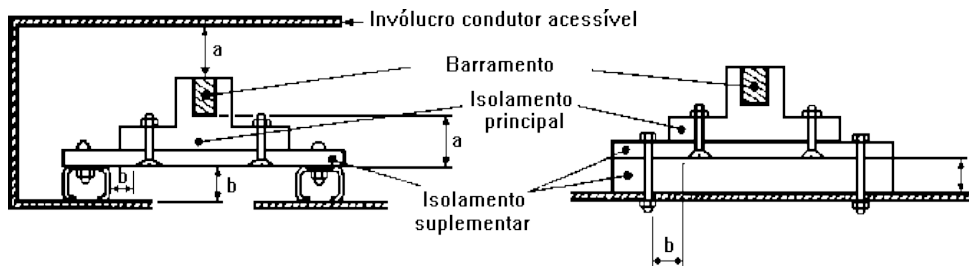 Invólucro condutor acessível
a
Barramento
Isolamento
principal
a
b
b
Isolamento
suplementar
b